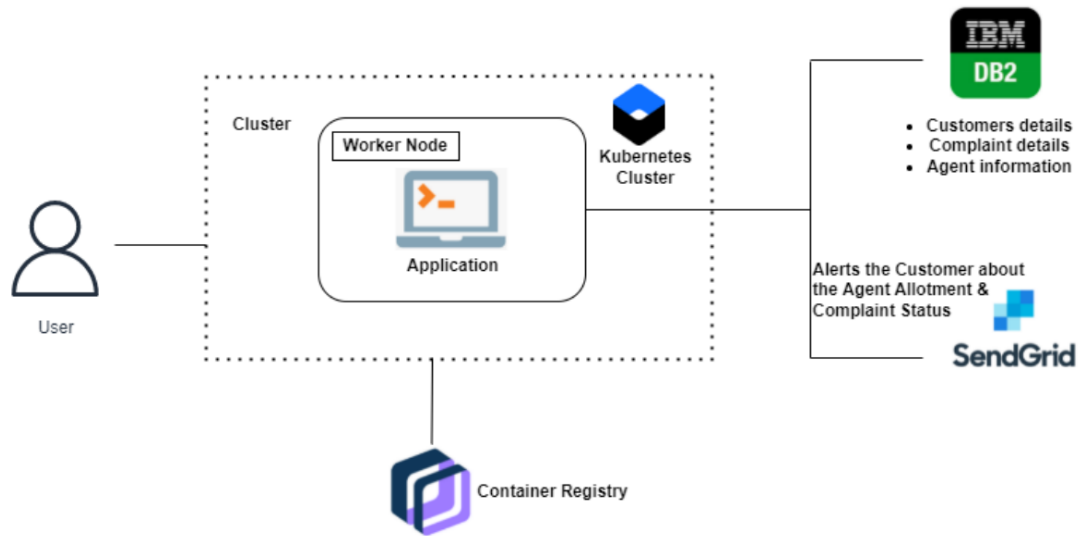 IBM
DB2
Cluster
Worker Node
Kubernetes
Cluster
Customers details
Complaint details
Agent information
Application
User
Alerts the Customer about
the Agent Allotment &
Complaint Status
SendGrid
Container Registry